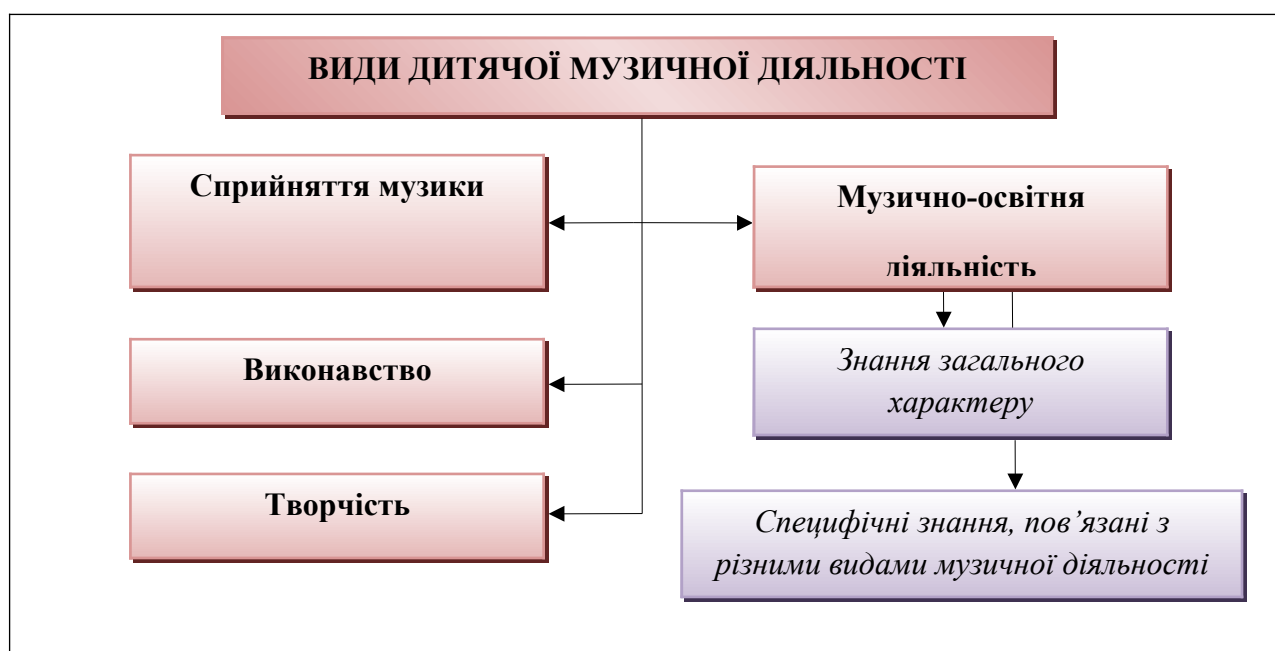 ВИДИ ДИТЯЧОЇ МУЗИЧНОЇ ДІЯЛЬНОСТІ
Сприйняття музики
Музично-освітня
діяльність
Виконавство
Знання загального
характеру
Творчість
Специфічні знання, пов’язані з
різними видами музичної діяльності